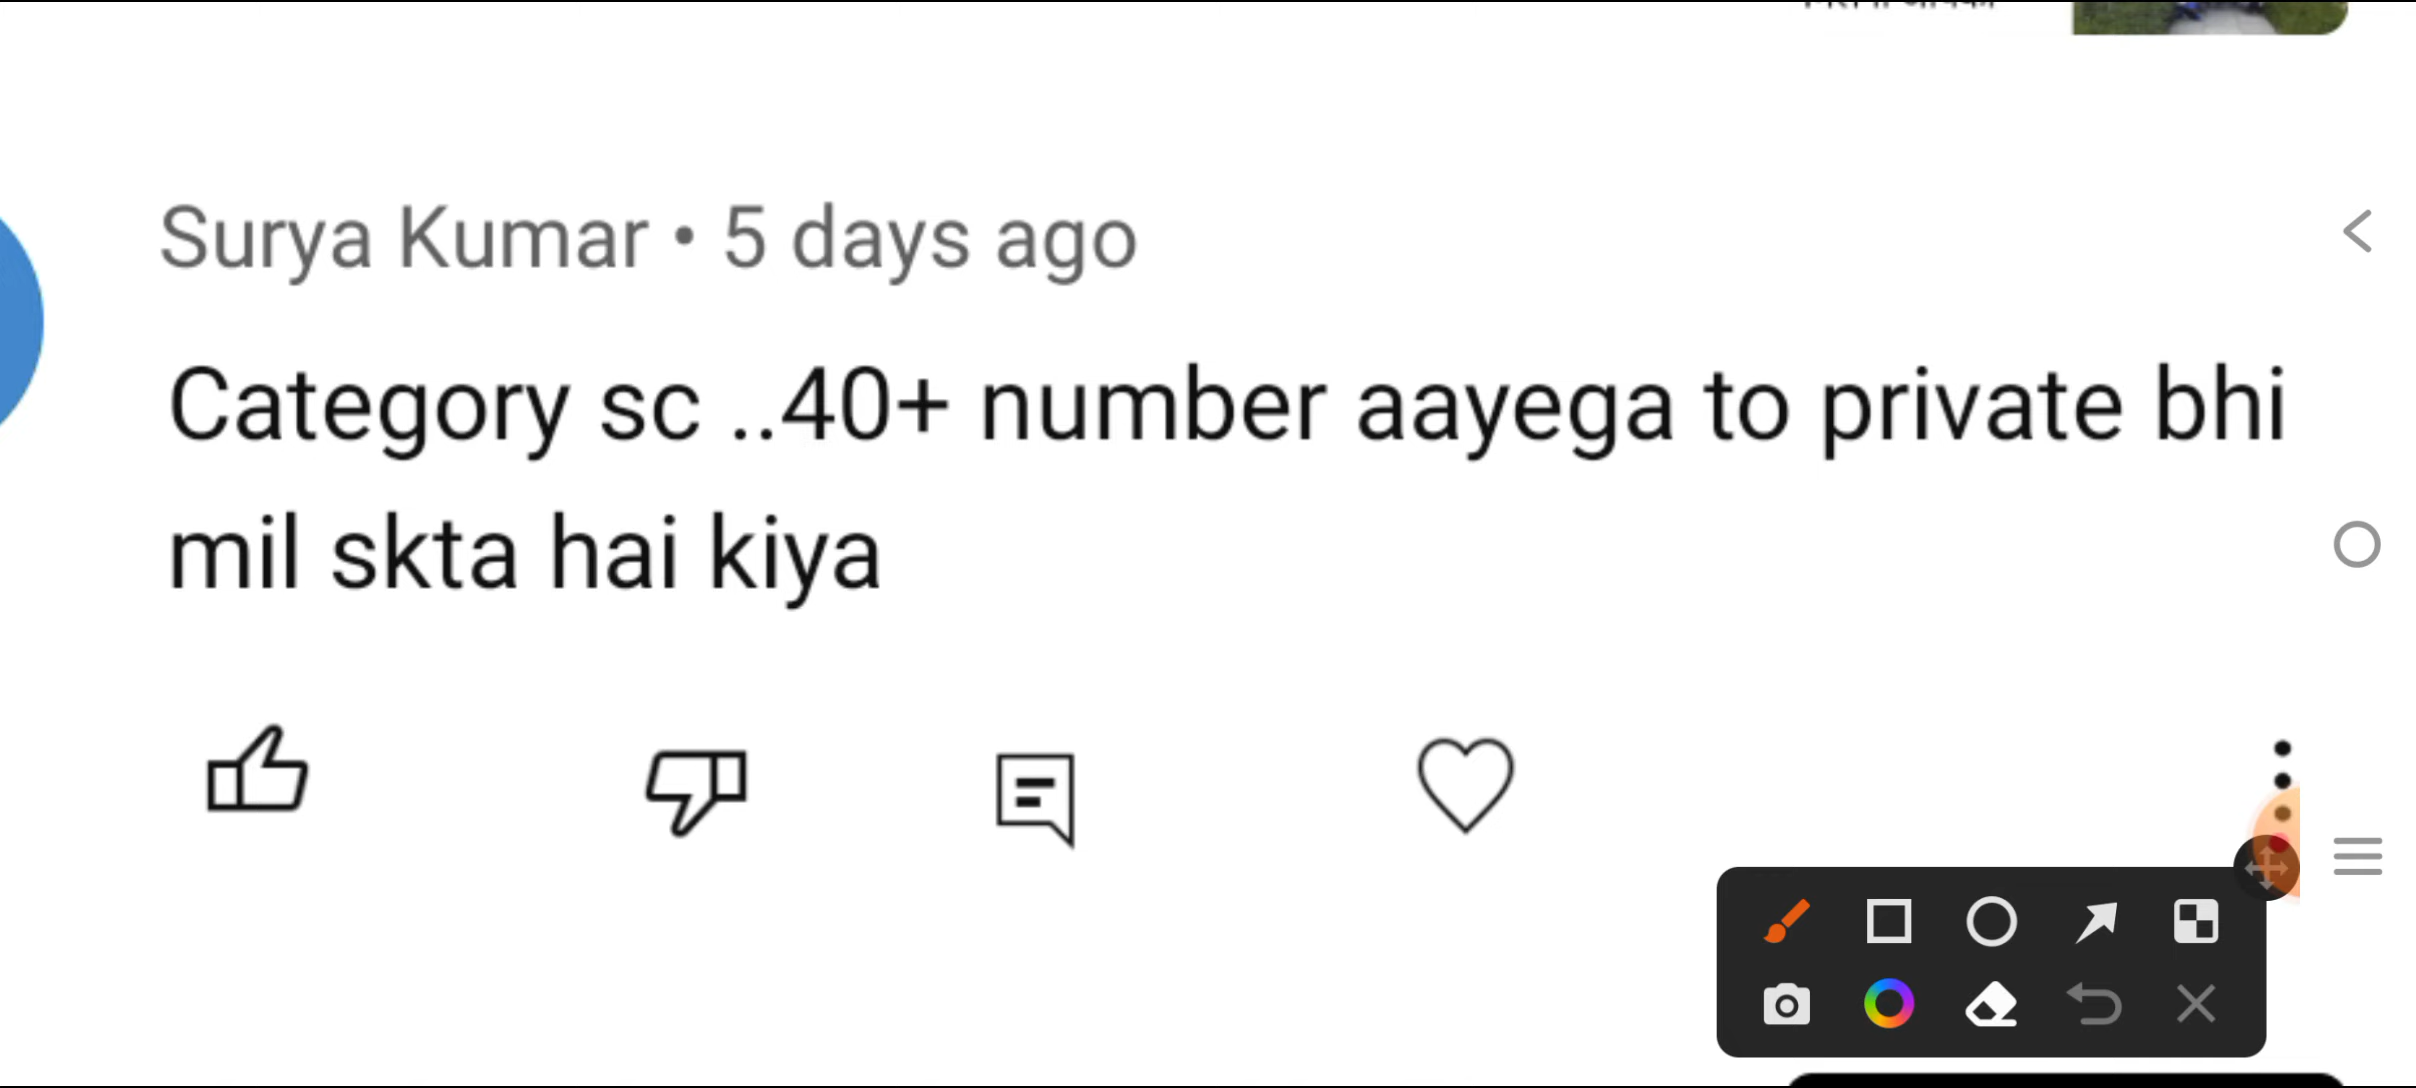 Surya Kumar • 5 days ago
Category sc ..40+ number aayega to private bhi
mil skta hai kiya